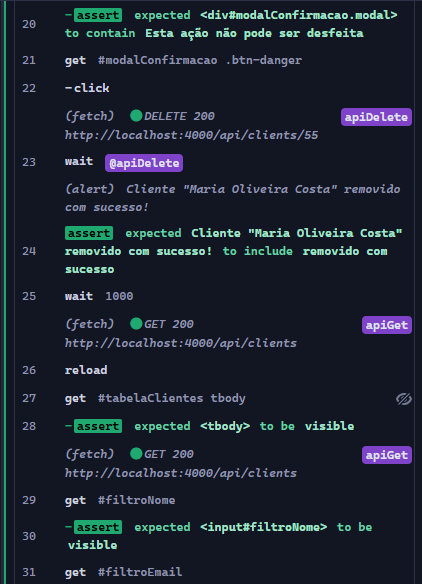 20 -assert expected <div#modalConfirmacao.modal>
to contain Esta ação não pode ser desfeita
21 get #modalConfirmacao .btn-danger
22 -click
(fetch) DELETE 200 apiDelete
http://localhost:4000/api/clients/55
23 wait @apiDelete
(alert) Cliente "Maria Oliveira Costa" removido
com sucesso!
assert expected Cliente "Maria Oliveira Costa"
24 removido com sucesso! to include removido com
sucesso
25 wait 1000
(fetch) GET 200 apiGet
http://localhost:4000/api/clients
26 reload
27 get #tabelaClientes tbody
28 -assert expected <tbody> to be visible
(fetch) GET 200 apiGet
http://localhost:4000/api/clients
29 get #filtroNome
30 -assert expected <input#filtroNome> to be
visible
31 get #filtroEmail